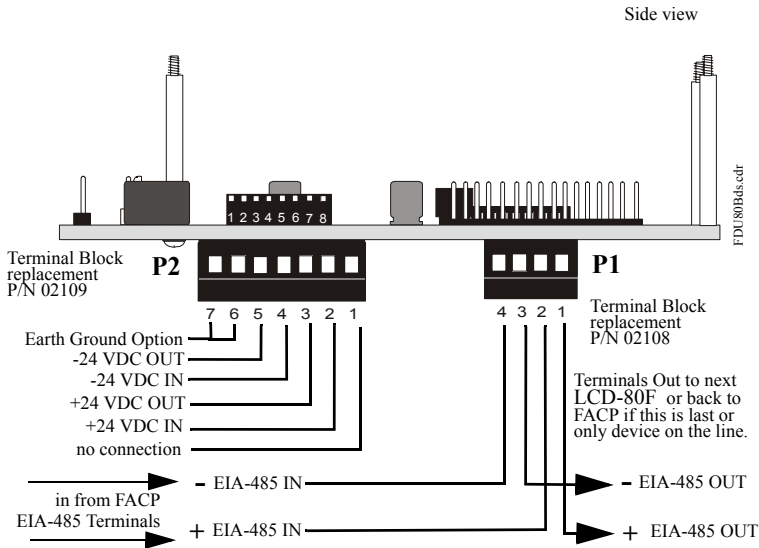 Side view
FDU80Bds.cdr
1 2 3 4 5 6 7 8
Terminal Block
replacement
P/N 02109
P2
P1
7 6 5 4 3 2 1
4 3 2 1
Terminal Block
replacement
P/N 02108
Earth Ground Option
-24 VDC OUT
-24 VDC IN
+24 VDC OUT
+24 VDC IN
no connection
Terminals Out to next
LCD-80F or back to
FACP if this is last or
only device on the line.
- EIA-485 IN
- EIA-485 OUT
in from FACP
EIA-485 Terminals
+ EIA-485 IN
+ EIA-485 OUT